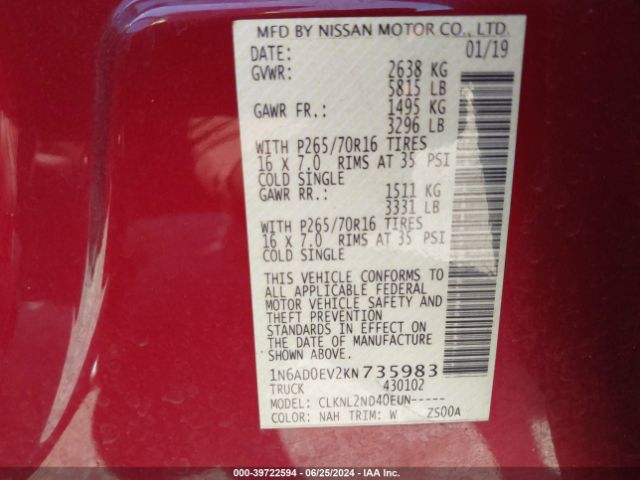 MFD BY NISSAN MOTOR CO., LTD.
DATE: 01/19
GVWR: 2638 KG
5815 LB
GAWR FR.: 1495 KG
3296 LB
WITH P265/70R16 TIRES
16 X 7.0 RIMS AT 35 PSI
COLD SINGLE
GAWR RR.: 1511 KG
3331 LB
WITH P265/70R16 TIRES
16 X 7.0 RIMS AT 35 PSI
COLD SINGLE
THIS VEHICLE CONFORMS TO
ALL APPLICABLE FEDERAL
MOTOR VEHICLE SAFETY AND
THEFT PREVENTION
STANDARDS IN EFFECT ON
THE DATE OF MANUFACTURE
SHOWN ABOVE.
1N6AD0EV2KN735983
TRUCK 430102
MODEL: CLKNL2ND40EUN-----
COLOR: NAH TRIM: W ZS00A
000-39722594 - 06/25/2024 - IAA Inc.